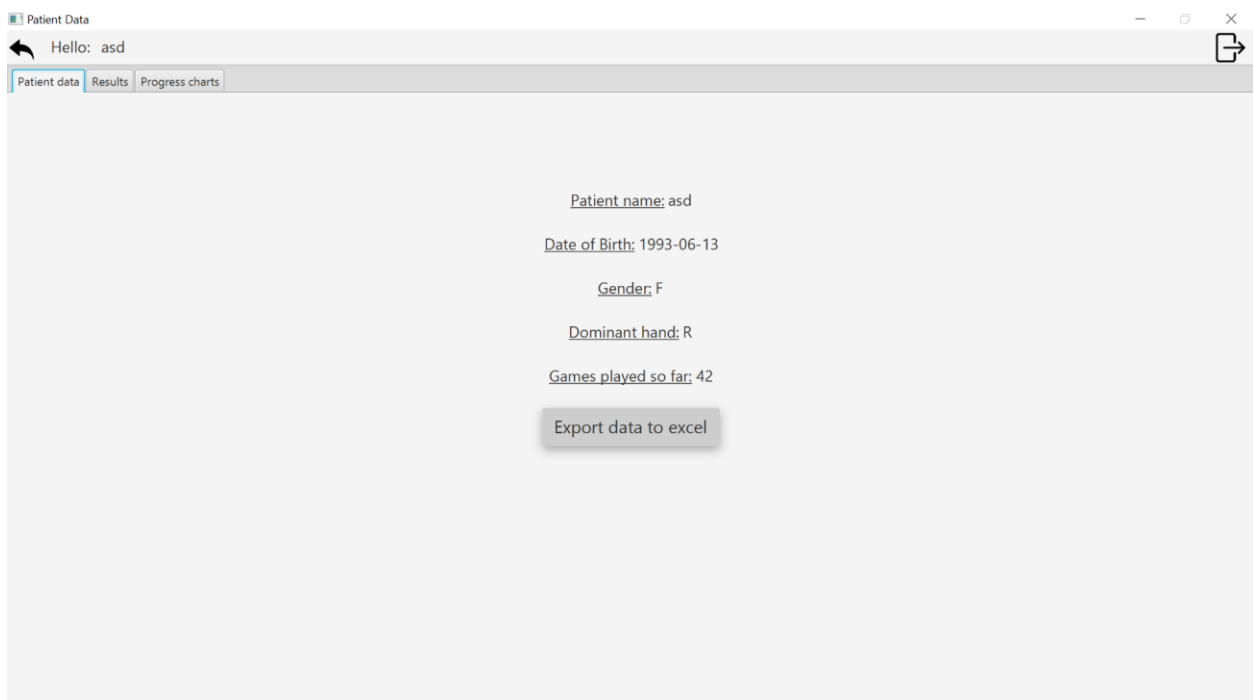 Patient Data
Hello: asd
Patient data Results Progress charts
Patient name: asd
Date of Birth: 1993-06-13
Gender: F
Dominant hand: R
Games played so far: 42
Export data to excel